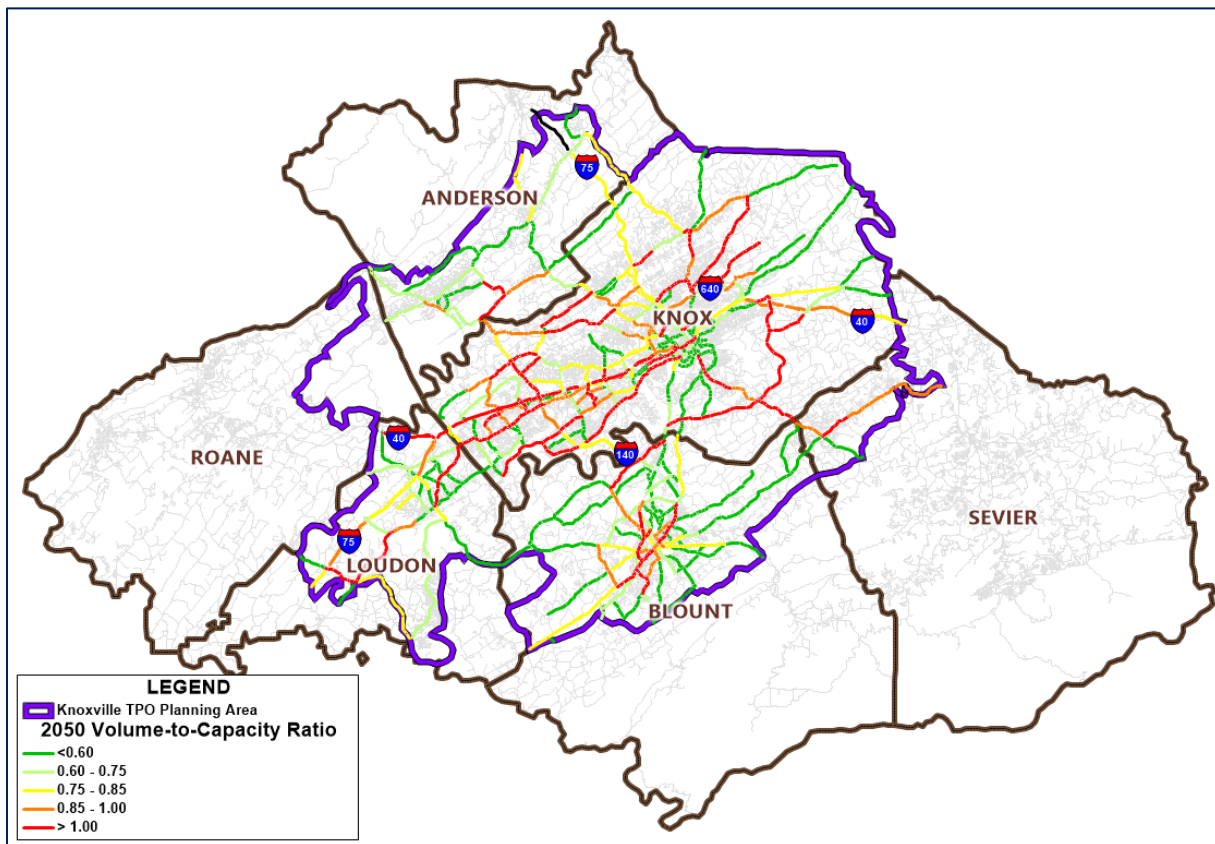 75
ANDERSON
640
KNOX
40
40
140
ROANE
SEVIER
75
LOUDON
BLOUNT
LEGEND
Knoxville TPO Planning Area
2050 Volume-to-Capacity Ratio
<0.60
0.60 - 0.75
0.75 - 0.85
0.85 - 1.00
> 1.00